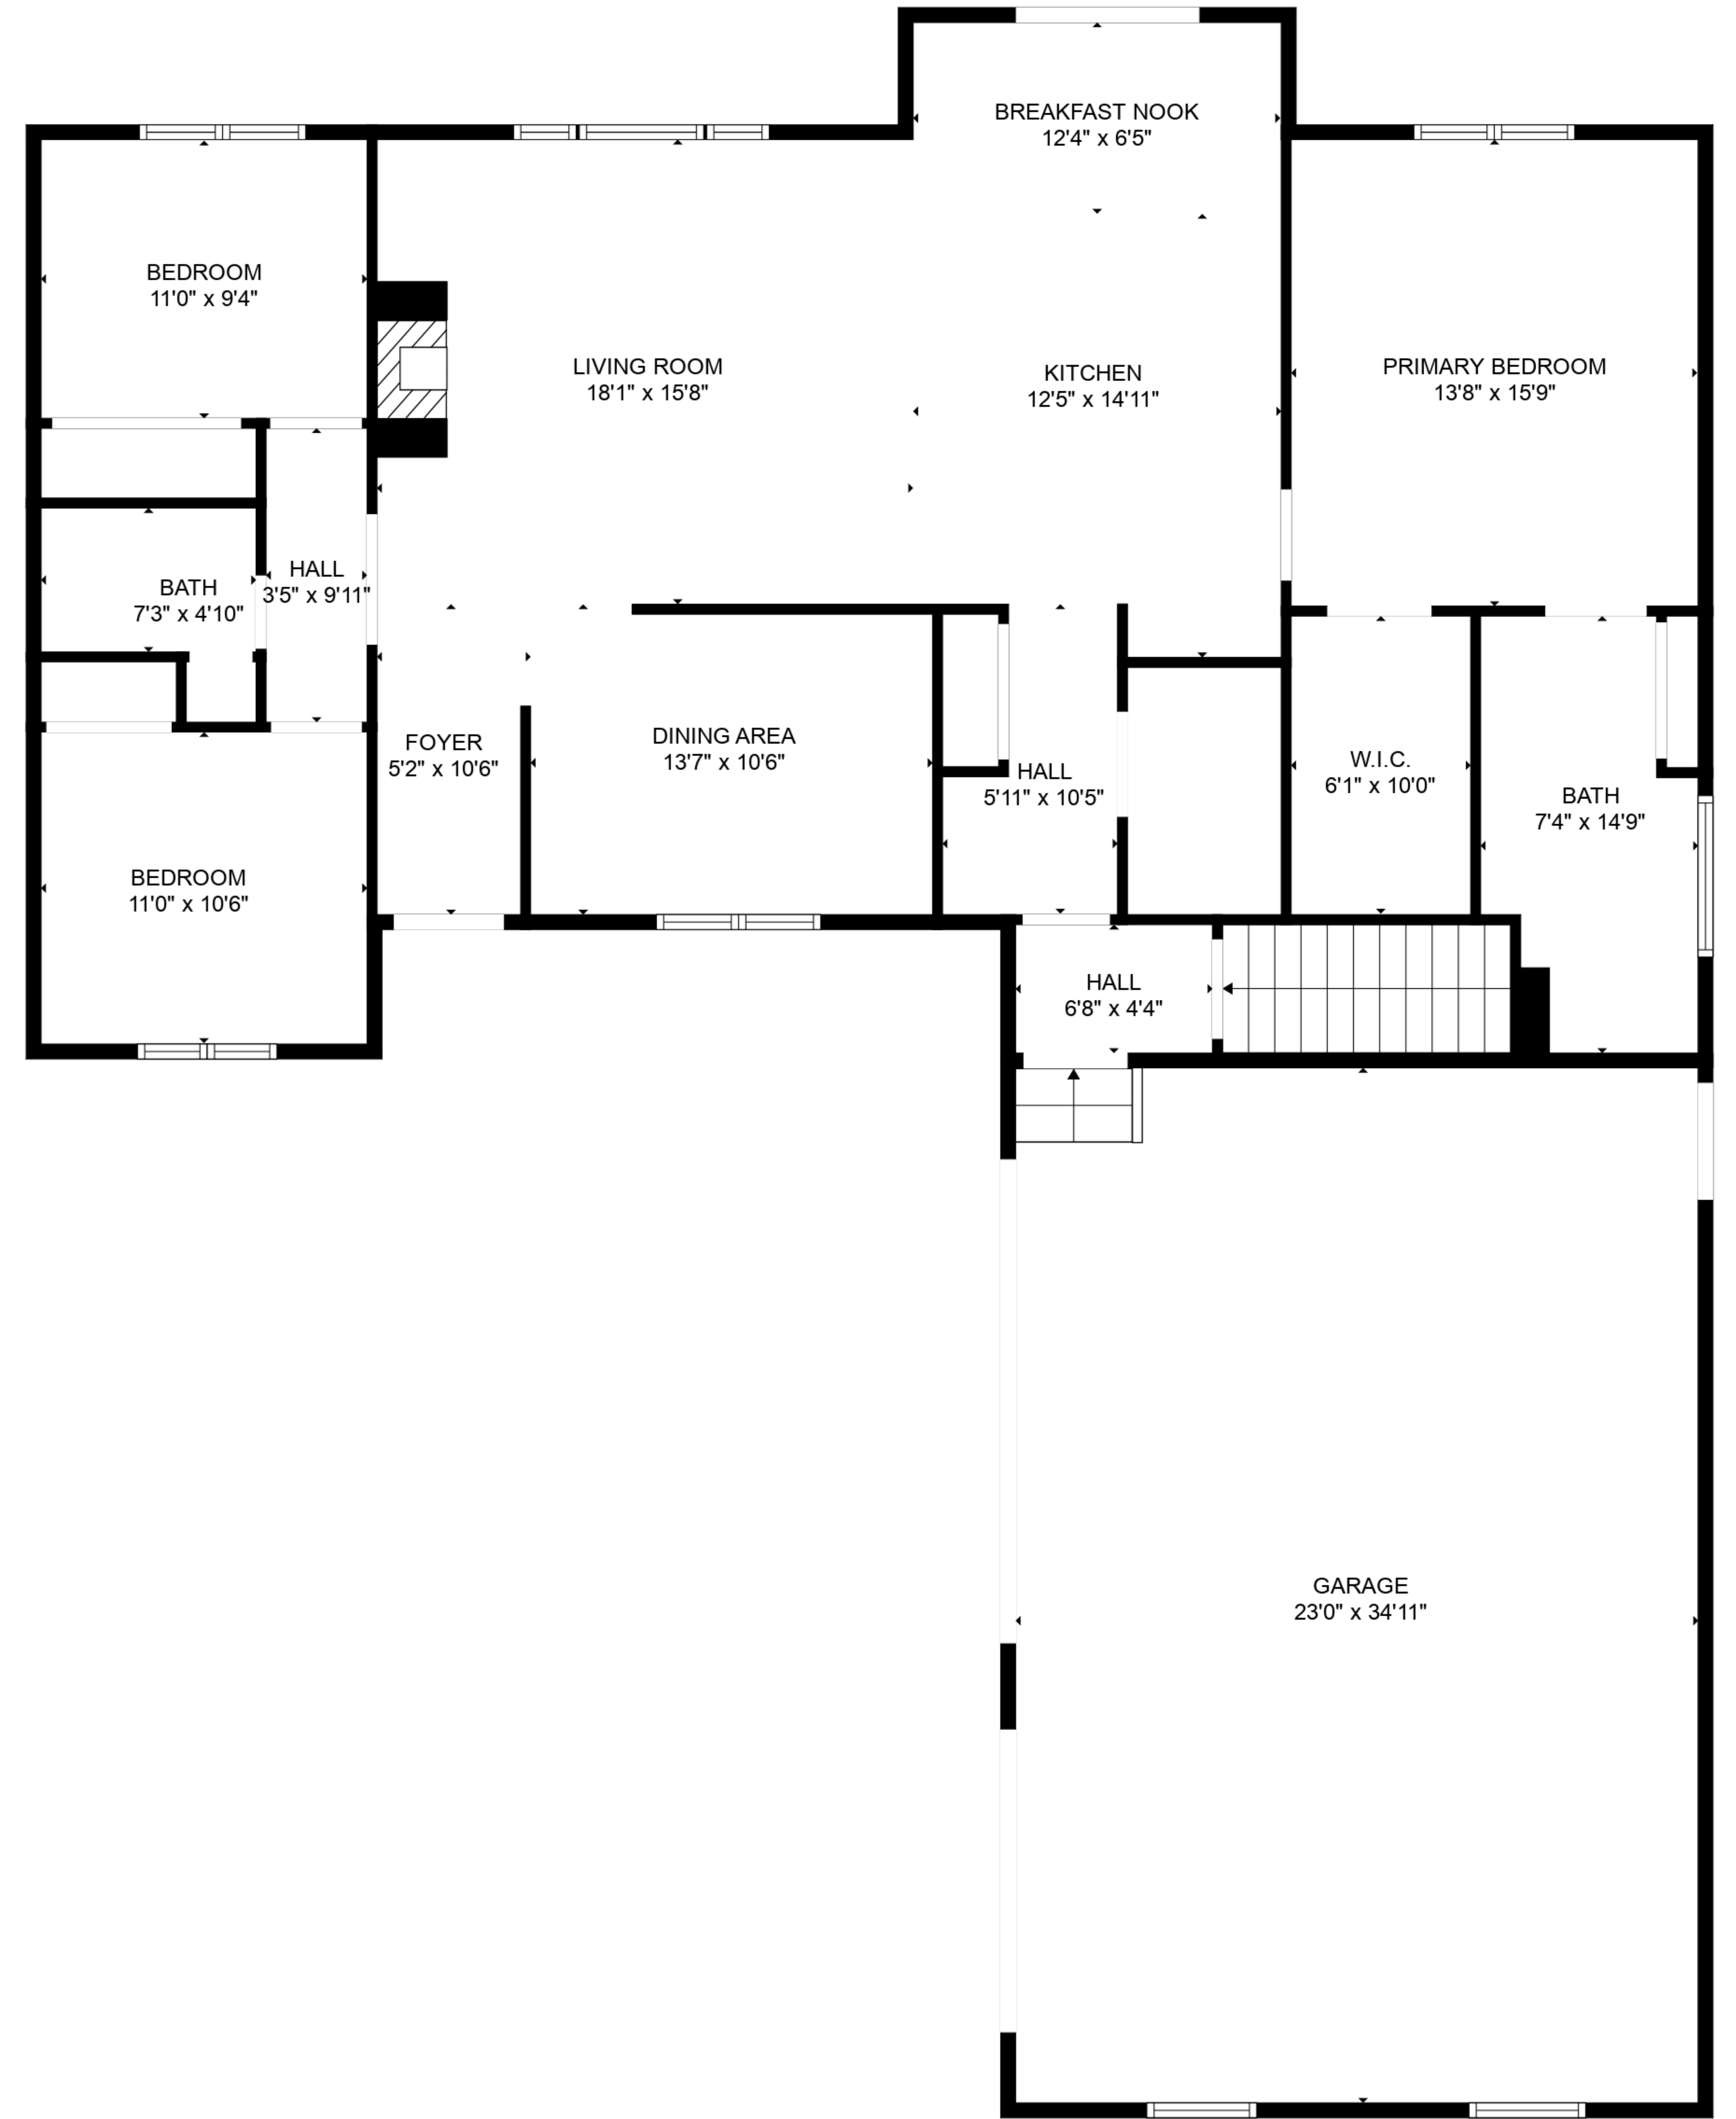 BREAKFAST NOOK
12'4" x 6'5"
BEDROOM
11'0" x 9'4"
LIVING ROOM
18'1" x 15'8"
KITCHEN
12'5" x 14'11"
PRIMARY BEDROOM
13'8" x 15'9"
HALL
3'5" x 9'11"
BATH
7'3" x 4'10"
FOYER
5'2" x 10'6"
DINING AREA
13'7" x 10'6"
HALL
5'11" x 10'5"
W.I.C.
6'1" x 10'0"
BATH
7'4" x 14'9"
BEDROOM
11'0" x 10'6"
HALL
6'8" x 4'4"
GARAGE
23'0" x 34'11"